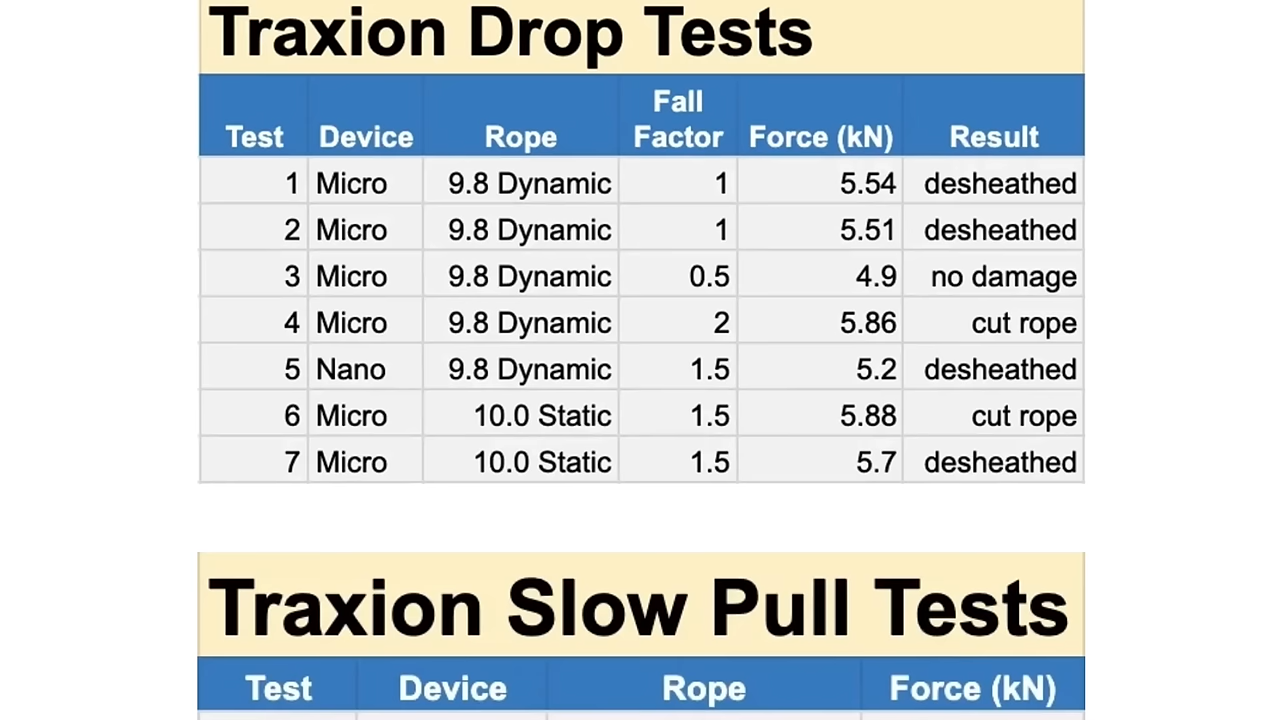 Traxion Drop Tests
Test Device Rope Fall Factor Force (kN) Result
1 Micro 9.8 Dynamic 1 5.54 desheathed
2 Micro 9.8 Dynamic 1 5.51 desheathed
3 Micro 9.8 Dynamic 0.5 4.9 no damage
4 Micro 9.8 Dynamic 2 5.86 cut rope
5 Nano 9.8 Dynamic 1.5 5.2 desheathed
6 Micro 10.0 Static 1.5 5.88 cut rope
7 Micro 10.0 Static 1.5 5.7 desheathed
Traxion Slow Pull Tests
Test Device Rope Force (kN)